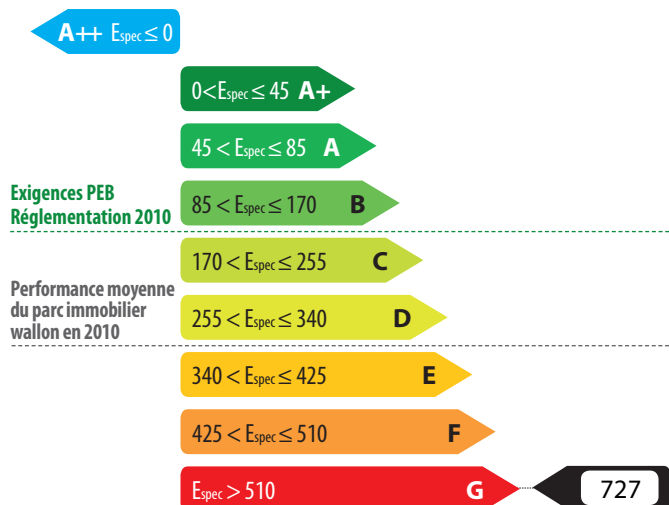 A++ Espec ≤ 0
0<Espec ≤ 45 A+
45 < Espec ≤ 85 A
Exigences PEB
Réglementation 2010
85 < Espec ≤ 170 B
170 < Espec ≤ 255 C
Performance moyenne
du parc immobilier
wallon en 2010
255 < Espec ≤ 340 D
340 < Espec ≤ 425 E
425 < Espec ≤ 510 F
Espec > 510 G 727